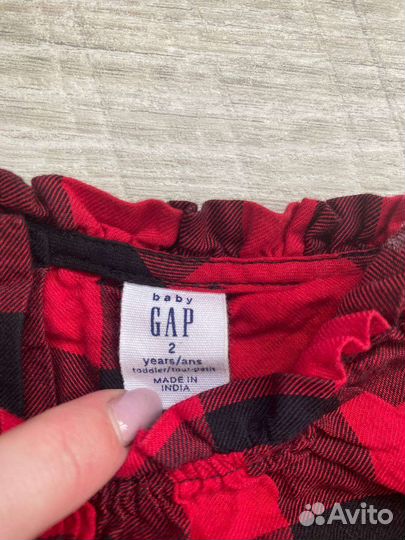 baby
GAP
2
years/ans
toddler/tout-petit
MADE IN
INDIA
Avito